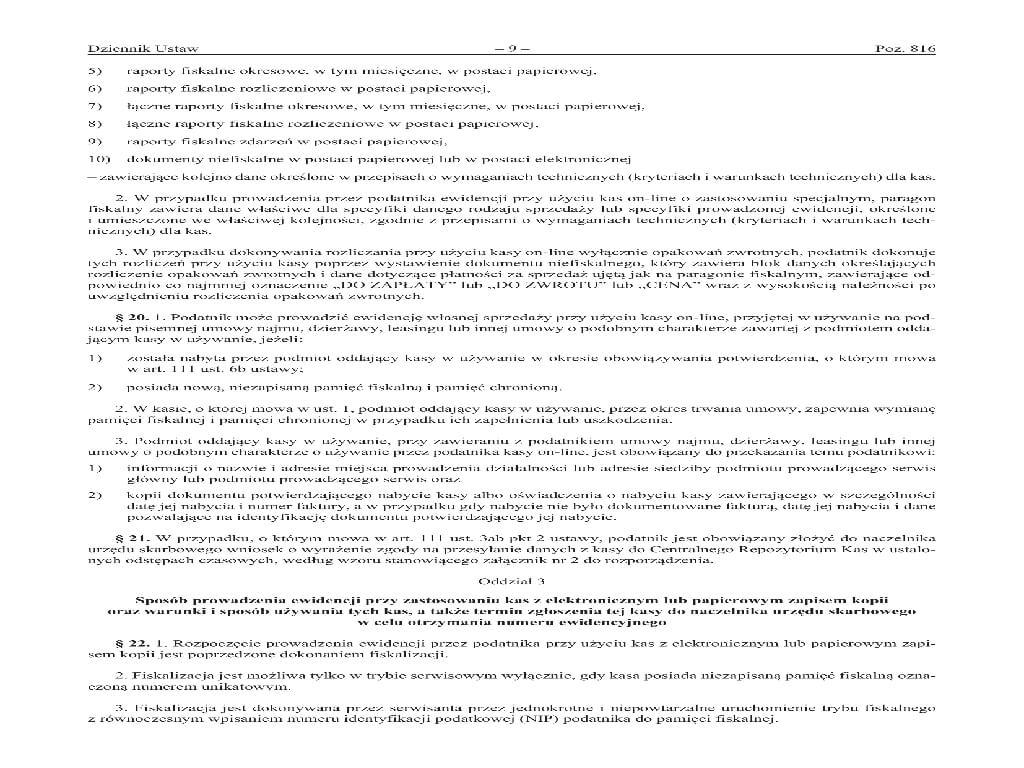 Dziennik Ustaw – 9 – Poz. 816
5) raporty fiskalne okresowe, w tym miesięczne, w postaci papierowej,
6) raporty fiskalne rozliczeniowe w postaci papierowej,
7) łączne raporty fiskalne okresowe, w tym miesięczne, w postaci papierowej,
8) łączne raporty fiskalne rozliczeniowe w postaci papierowej,
9) raporty fiskalne zdarzeń w postaci papierowej,
10) dokumenty niefiskalne w postaci papierowej lub w postaci elektronicznej
– zawierające kolejno dane określone w przepisach o wymaganiach technicznych (kryteriach i warunkach technicznych) dla kas.
2. W przypadku prowadzenia przez podatnika ewidencji przy użyciu kas on-line o zastosowaniu specjalnym, paragon
fiskalny zawiera dane właściwe dla specyfiki danego rodzaju sprzedaży lub specyfiki prowadzonej ewidencji, określone
i umieszczone we właściwej kolejności, zgodnie z przepisami o wymaganiach technicznych (kryteriach i warunkach tech-
nicznych) dla kas.
3. W przypadku dokonywania rozliczania przy użyciu kasy on-line wyłącznie opakowań zwrotnych, podatnik dokonuje
tych rozliczeń przy użyciu kasy poprzez wystawienie dokumentu niefiskalnego, który zawiera blok danych określających
rozliczenie opakowań zwrotnych i dane dotyczące płatności za sprzedaż ujętą jak na paragonie fiskalnym, zawierające od-
powiednio co najmniej oznaczenie „DO ZAPŁATY” lub „DO ZWROTU” lub „CENA” wraz z wysokością należności po
uwzględnieniu rozliczenia opakowań zwrotnych.
§ 20. 1. Podatnik może prowadzić ewidencję własnej sprzedaży przy użyciu kasy on-line, przyjętej w używanie na pod-
stawie pisemnej umowy najmu, dzierżawy, leasingu lub innej umowy o podobnym charakterze zawartej z podmiotem odda-
jącym kasy w używanie, jeżeli:
1) została nabyta przez podmiot oddający kasy w używanie w okresie obowiązywania potwierdzenia, o którym mowa
w art. 111 ust. 6b ustawy;
2) posiada nową, niezapisaną pamięć fiskalną i pamięć chronioną.
2. W kasie, o której mowa w ust. 1, podmiot oddający kasy w używanie, przez okres trwania umowy, zapewnia wymianę
pamięci fiskalnej i pamięci chronionej w przypadku ich zapełnienia lub uszkodzenia.
3. Podmiot oddający kasy w używanie, przy zawieraniu z podatnikiem umowy najmu, dzierżawy, leasingu lub innej
umowy o podobnym charakterze o używanie przez podatnika kasy on-line, jest obowiązany do przekazania temu podatnikowi:
1) informacji o nazwie i adresie miejsca prowadzenia działalności lub adresie siedziby podmiotu prowadzącego serwis
główny lub podmiotu prowadzącego serwis oraz
2) kopii dokumentu potwierdzającego nabycie kasy albo oświadczenia o nabyciu kasy zawierającego w szczególności
datę jej nabycia i numer faktury, a w przypadku gdy nabycie nie było dokumentowane fakturą, datę jej nabycia i dane
pozwalające na identyfikację dokumentu potwierdzającego jej nabycie.
§ 21. W przypadku, o którym mowa w art. 111 ust. 3ab pkt 2 ustawy, podatnik jest obowiązany złożyć do naczelnika
urzędu skarbowego wniosek o wyrażenie zgody na przesyłanie danych z kasy do Centralnego Repozytorium Kas w ustalo-
nych odstępach czasowych, według wzoru stanowiącego załącznik nr 2 do rozporządzenia.
Oddział 3
Sposób prowadzenia ewidencji przy zastosowaniu kas z elektronicznym lub papierowym zapisem kopii
oraz warunki i sposób używania tych kas, a także termin zgłoszenia tej kasy do naczelnika urzędu skarbowego
w celu otrzymania numeru ewidencyjnego
§ 22. 1. Rozpoczęcie prowadzenia ewidencji przez podatnika przy użyciu kas z elektronicznym lub papierowym zapi-
sem kopii jest poprzedzone dokonaniem fiskalizacji.
2. Fiskalizacja jest możliwa tylko w trybie serwisowym wyłącznie, gdy kasa posiada niezapisaną pamięć fiskalną ozna-
czoną numerem unikatowym.
3. Fiskalizacja jest dokonywana przez serwisanta przez jednokrotne i niepowtarzalne uruchomienie trybu fiskalnego
z równoczesnym wpisaniem numeru identyfikacji podatkowej (NIP) podatnika do pamięci fiskalnej.